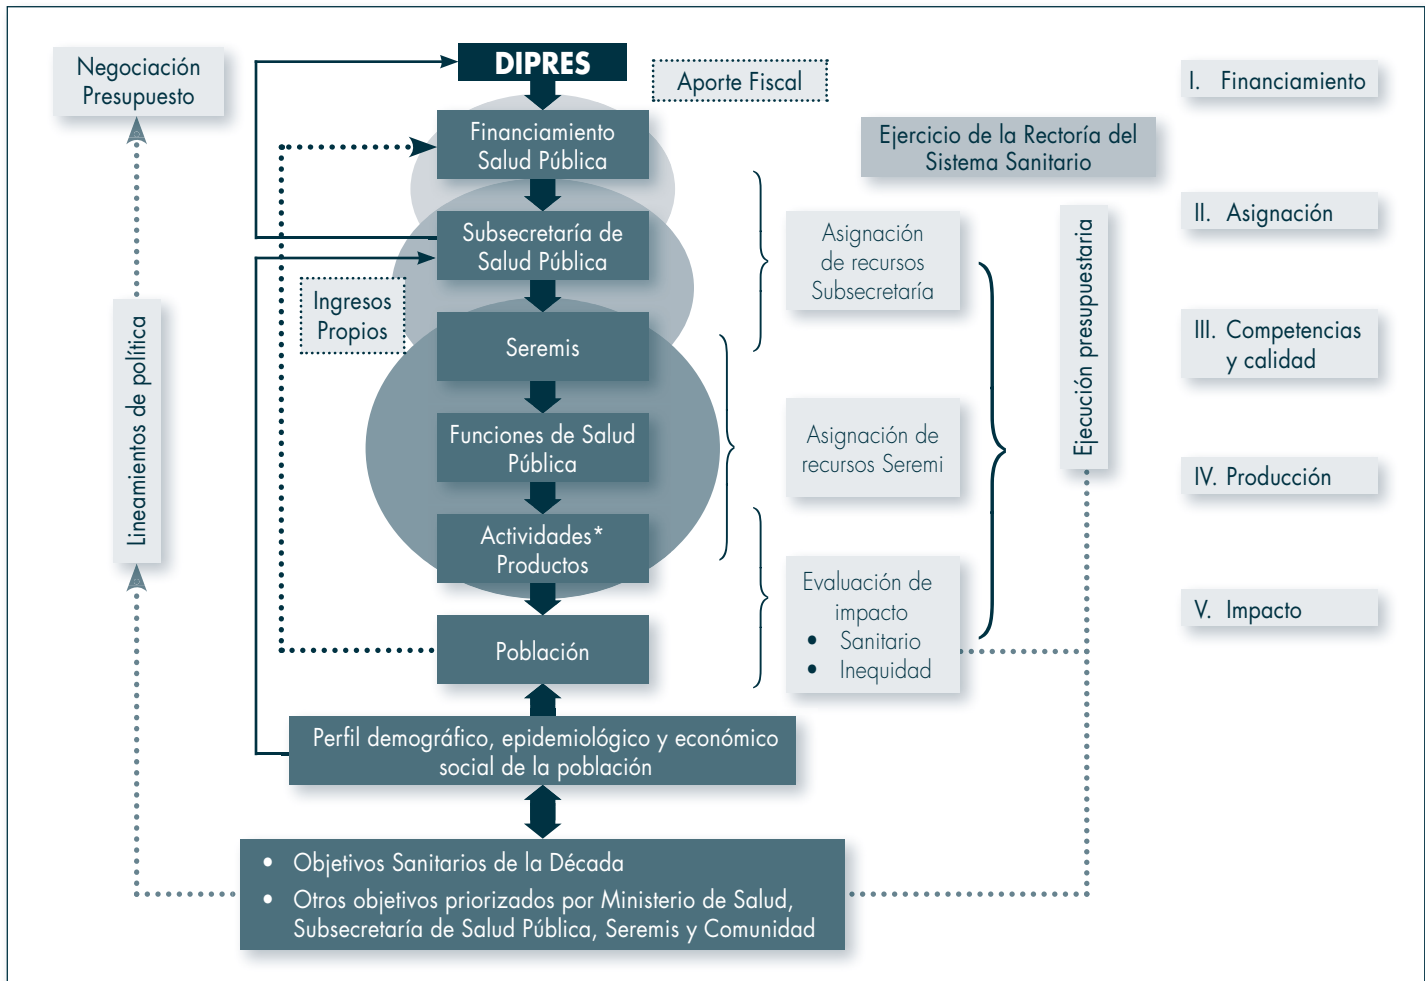 Negociación
Presupuesto
DIPRES
Aporte Fiscal
Financiamiento
Salud Pública
Subsecretaría de
Salud Pública
Ingresos
Propios
Seremis
Funciones de Salud
Pública
Actividades*
Productos
Población
Perfil demográfico, epidemiológico y económico
social de la población
• Objetivos Sanitarios de la Década
• Otros objetivos priorizados por Ministerio de Salud,
Subsecretaría de Salud Pública, Seremis y Comunidad
Lineamientos de política
Ejercicio de la Rectoría del
Sistema Sanitario
Asignación
de recursos
Subsecretaría
Asignación de
recursos Seremi
Evaluación de
impacto
• Sanitario
• Inequidad
Ejecución presupuestaria
I. Financiamiento
II. Asignación
III. Competencias
y calidad
IV. Producción
V. Impacto